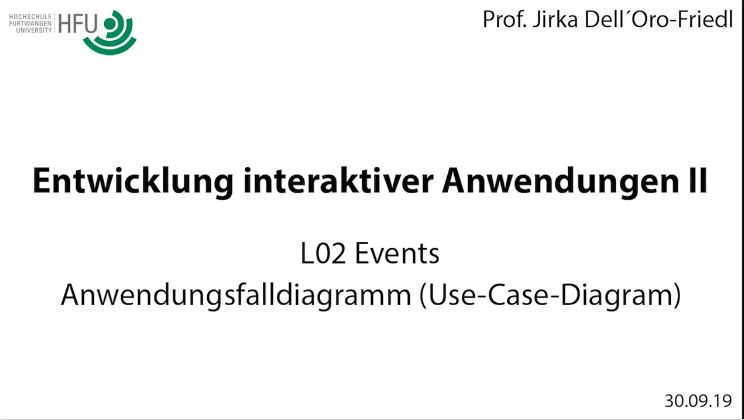 HOCHSCHULE
FURTWANGEN
UNIVERSITY
HFU
Prof. Jirka Dell´Oro-Friedl
Entwicklung interaktiver Anwendungen II
L02 Events
Anwendungsfalldiagramm (Use-Case-Diagram)
30.09.19